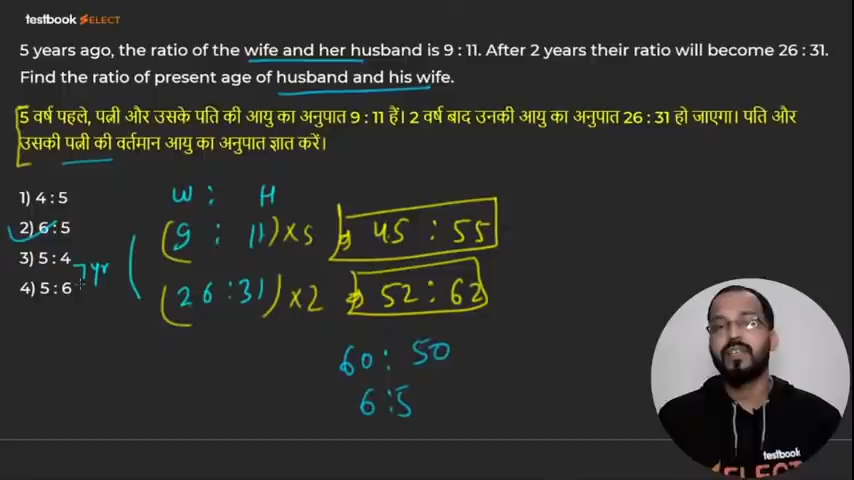 testbook SELECT
5 years ago, the ratio of the wife and her husband is 9 : 11. After 2 years their ratio will become 26 : 31.
Find the ratio of present age of husband and his wife.
5 वर्ष पहले, पत्नी और उसके पति की आयु का अनुपात 9 : 11 हैं। 2 वर्ष बाद उनकी आयु का अनुपात 26 : 31 हो जाएगा। पति और
उसकी पत्नी की वर्तमान आयु का अनुपात ज्ञात करें।
1) 4 : 5
2) 6 : 5
3) 5 : 4
4) 5 : 6
W : H
(9 : 11) × 5 45 : 55
7 yr
(26 : 31) × 2 52 : 62
60 : 50
6 : 5
testbook
SELECT